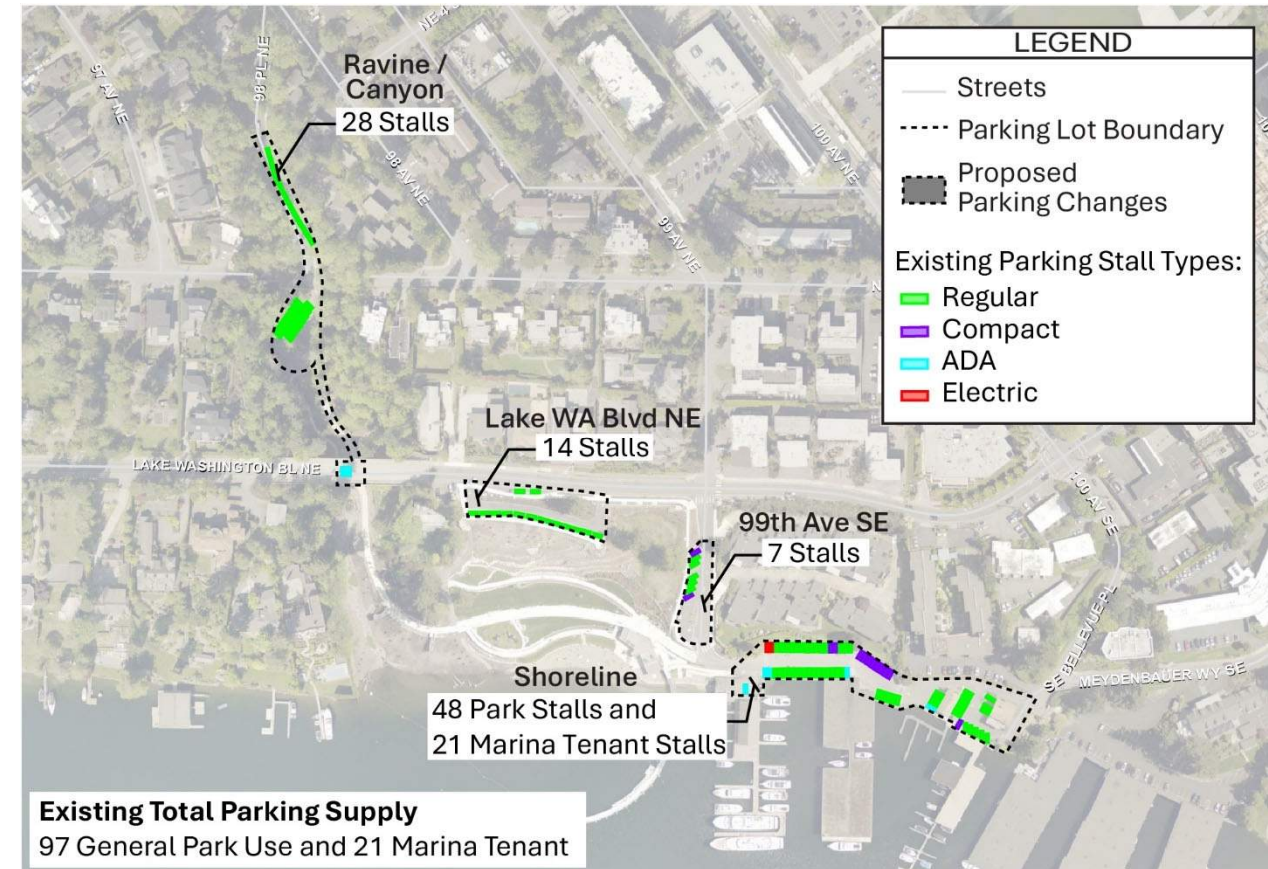 NE 4
98 PL NE
97 AV NE
Ravine /
Canyon
28 Stalls
98 AV NE
100 AV NE
99 AV NE
LEGEND
Streets
Parking Lot Boundary
Proposed
Parking Changes
Existing Parking Stall Types:
Regular
Compact
ADA
Electric
N
10
Lake WA Blvd NE
14 Stalls
LAKE WASHINGTON BL NE
99th Ave SE
7 Stalls
100 AV SE
SE BELLEVUE PL
MEYDENBAUER WY SE
Shoreline
48 Park Stalls and
21 Marina Tenant Stalls
Existing Total Parking Supply
97 General Park Use and 21 Marina Tenant